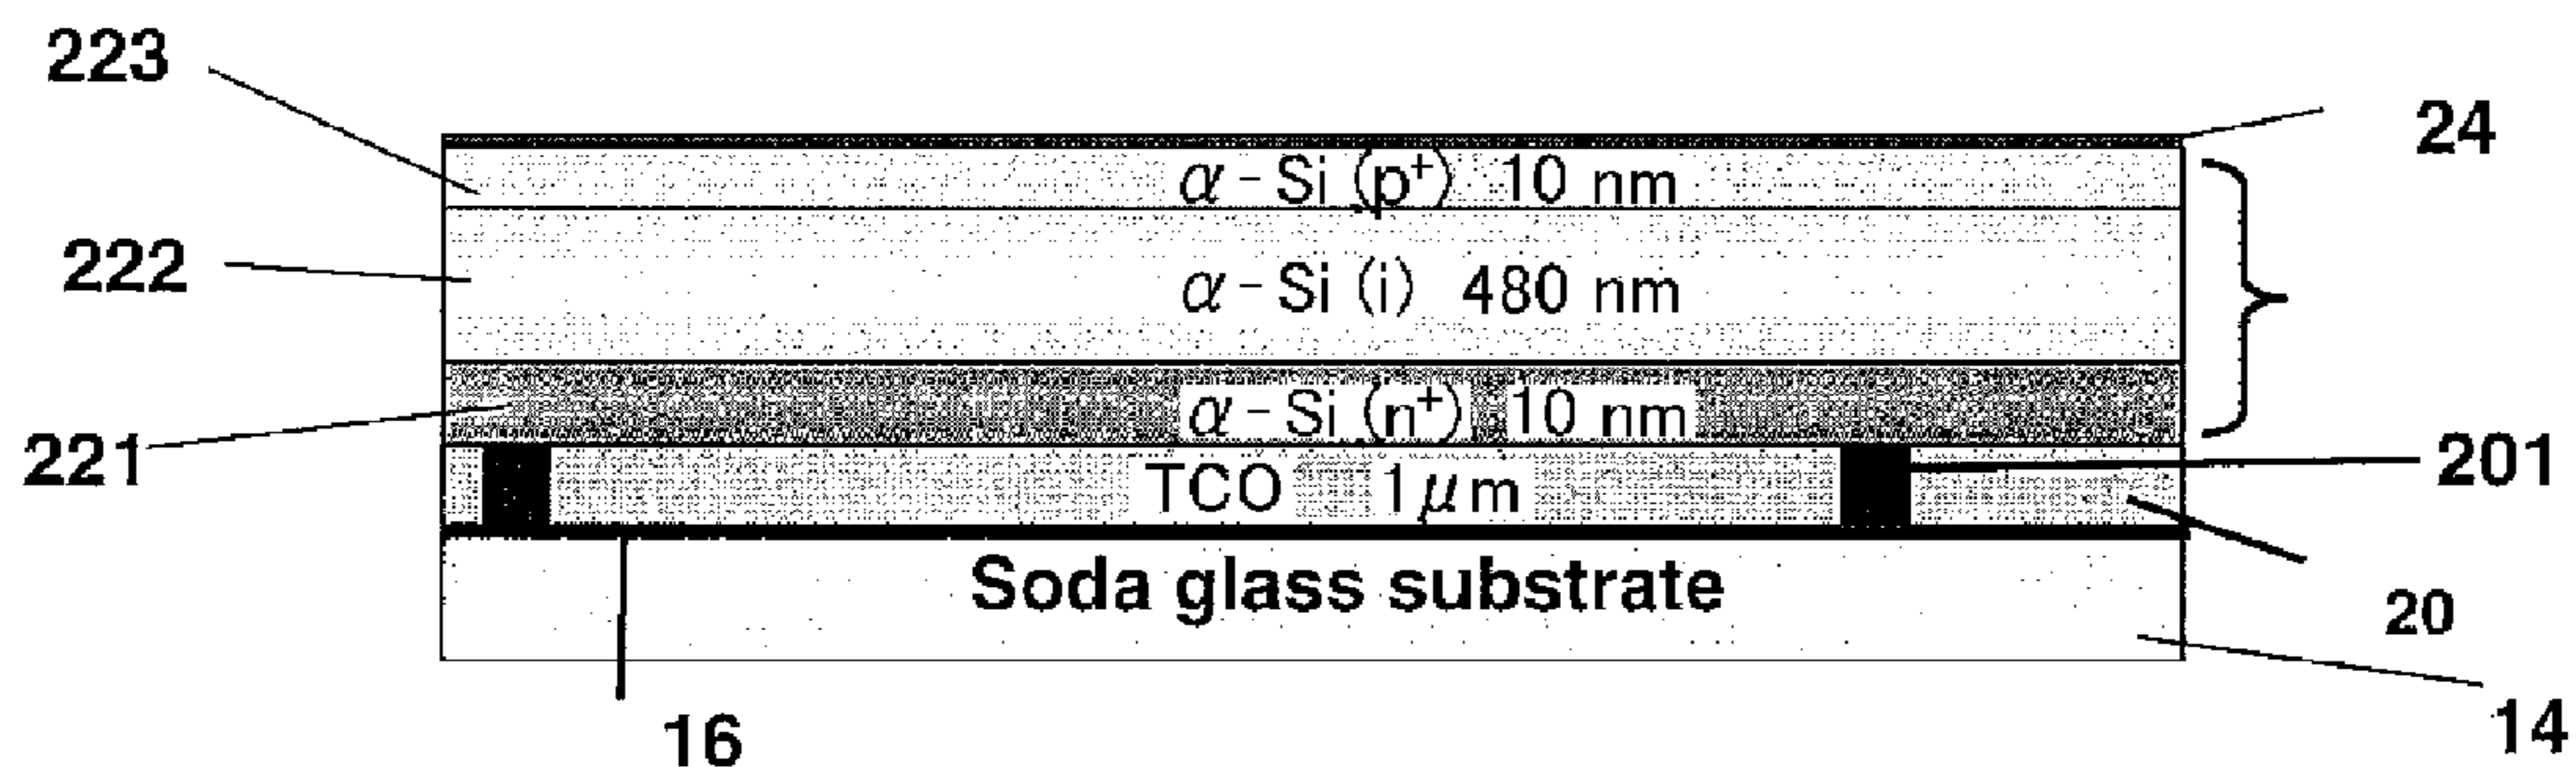 223
24
α-Si (p+) 10 nm
222
α-Si (i) 480 nm
α-Si (n+) 10 nm
221
201
TCO 1μm
Soda glass substrate
20
16
14